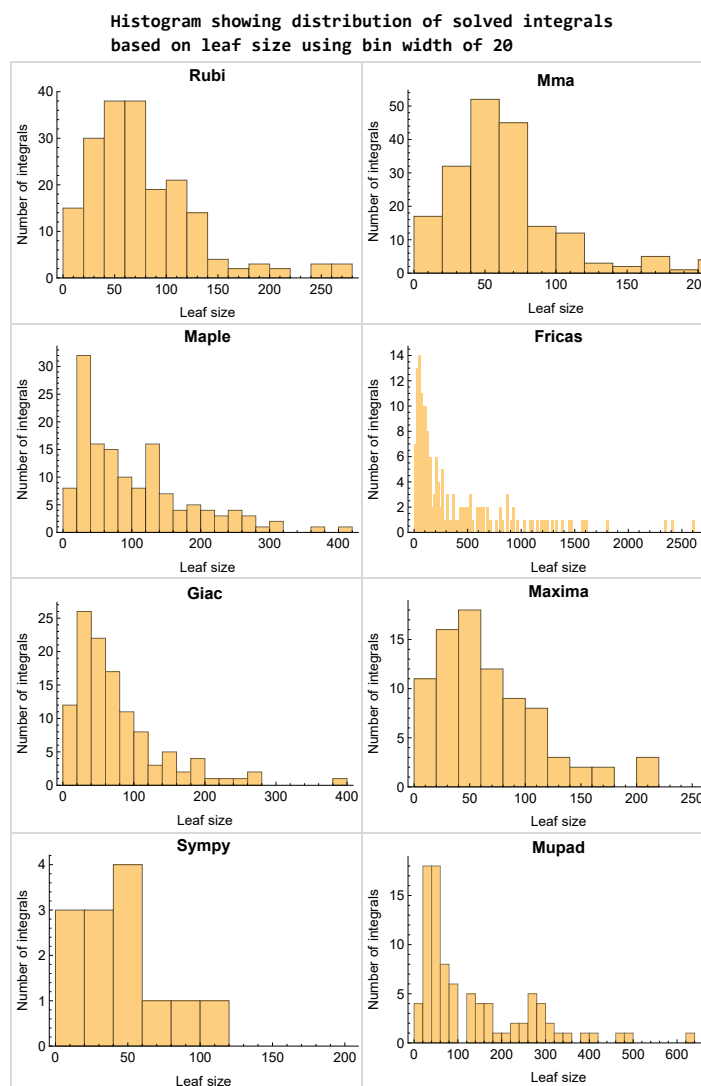 Histogram showing distribution of solved integrals
based on leaf size using bin width of 20
Rubi
Number of integrals
40
30
20
10
0
0 50 100 150 200 250
Leaf size
Mma
Number of integrals
50
40
30
20
10
0
0 50 100 150 200
Leaf size
Maple
Number of integrals
30
25
20
15
10
5
0
0 100 200 300 400
Leaf size
Fricas
Number of integrals
14
12
10
8
6
4
2
0
0 500 1000 1500 2000 2500
Leaf size
Giac
Number of integrals
25
20
15
10
5
0
0 100 200 300 400
Leaf size
Maxima
Number of integrals
15
10
5
0
0 50 100 150 200 250
Leaf size
Sympy
Number of integrals
4
3
2
1
0
0 50 100 150 200
Leaf size
Mupad
Number of integrals
15
10
5
0
0 100 200 300 400 500 600
Leaf size